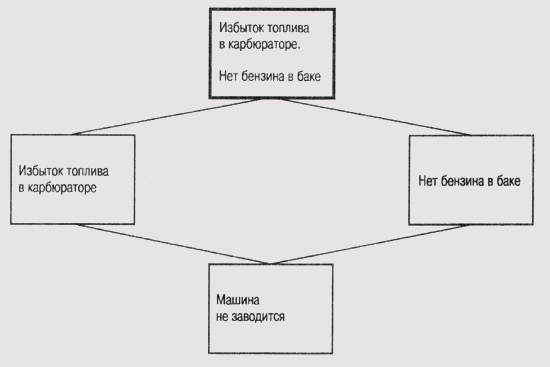 Избыток топлива
в карбюраторе.
Нет бензина в баке
Избыток топлива
в карбюраторе
Нет бензина в баке
Машина
не заводится